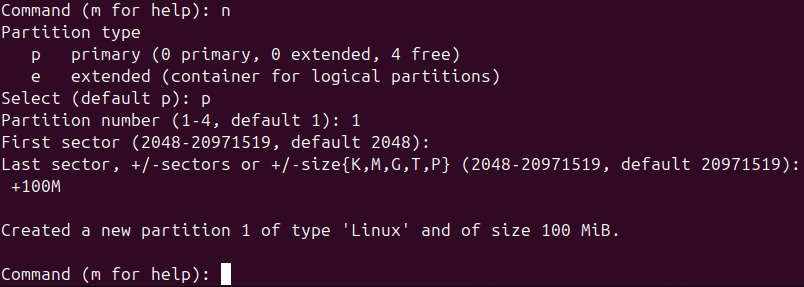 Command (m for help): n
Partition type
   p   primary (0 primary, 0 extended, 4 free)
   e   extended (container for logical partitions)
Select (default p): p
Partition number (1-4, default 1): 1
First sector (2048-20971519, default 2048):
Last sector, +/-sectors or +/-size{K,M,G,T,P} (2048-20971519, default 20971519):
 +100M
Created a new partition 1 of type 'Linux' and of size 100 MiB.
Command (m for help):